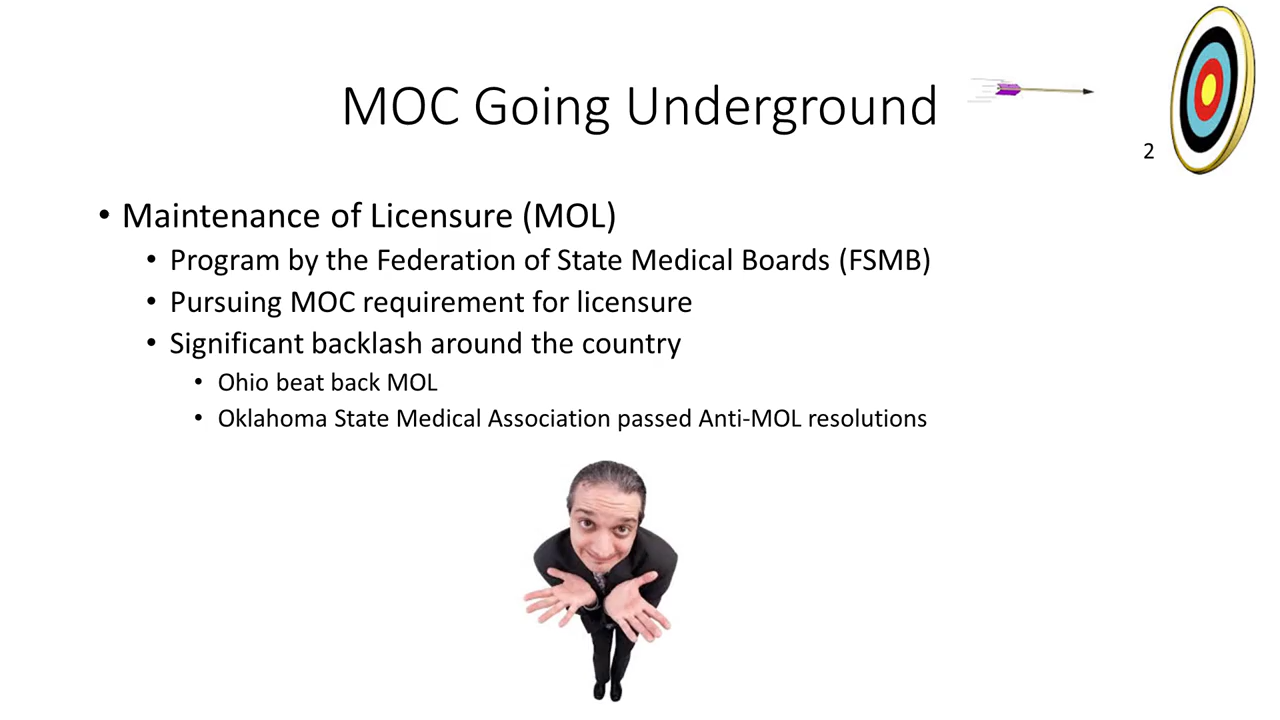 MOC Going Underground
2
• Maintenance of Licensure (MOL)
• Program by the Federation of State Medical Boards (FSMB)
• Pursuing MOC requirement for licensure
• Significant backlash around the country
• Ohio beat back MOL
• Oklahoma State Medical Association passed Anti-MOL resolutions